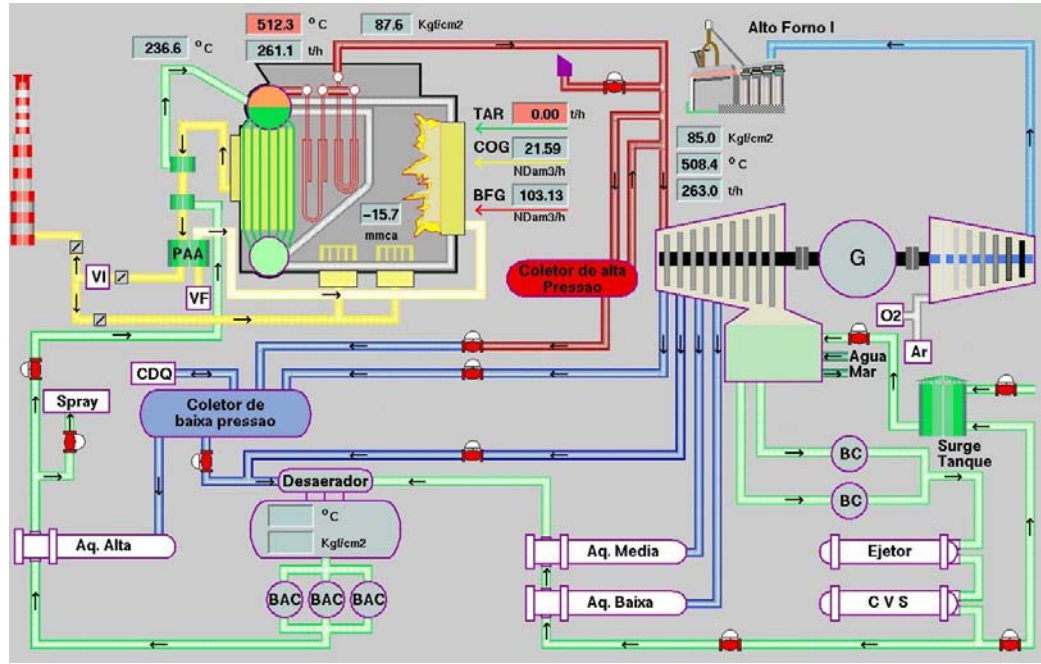 512.3 °C
87.6 Kgf/cm2
Alto Forno I
236.6 °C
261.1 t/h
TAR 0.00 t/h
COG 21.59
NDam3/h
BFG 103.13
NDam3/h
85.0 Kgf/cm2
508.4 °C
263.0 t/h
-15.7
mmca
PAA
VI
VF
Coletor de alta
Pressao
G
O2
Ar
Agua
Mar
CDQ
Spray
Coletor de
baixa pressao
Surge
Tanque
BC
BC
Desaerador
°C
Kgf/cm2
Aq. Alta
Aq. Media
Ejetor
BAC BAC BAC
Aq. Baixa
C V S